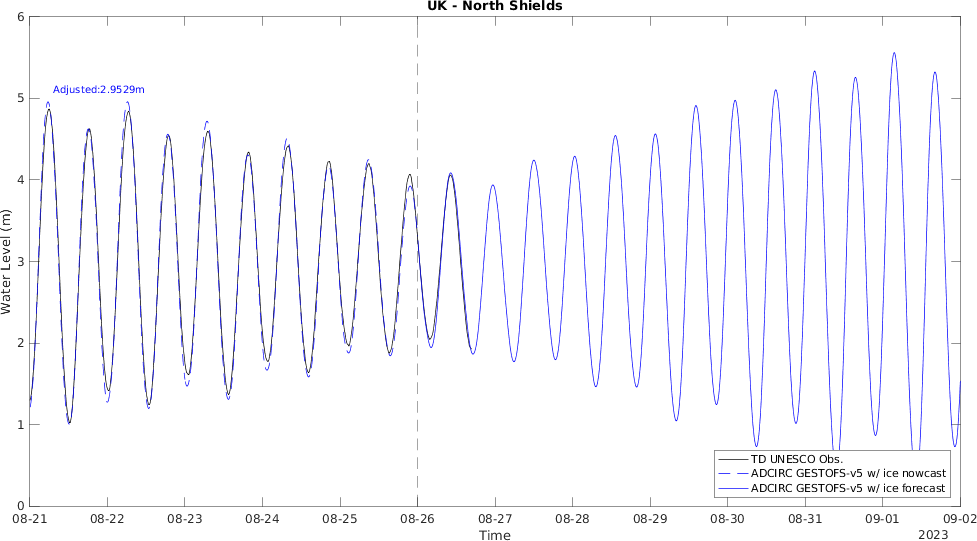 UK - North Shields
6
Adjusted:2.9529m
5
4
3
2
1
0
Water Level (m)
TD UNESCO Obs.
ADCIRC GESTOFS-v5 w/ ice nowcast
ADCIRC GESTOFS-v5 w/ ice forecast
08-21 08-22 08-23 08-24 08-25 08-26 08-27 08-28 08-29 08-30 08-31 09-01 09-02
Time 2023